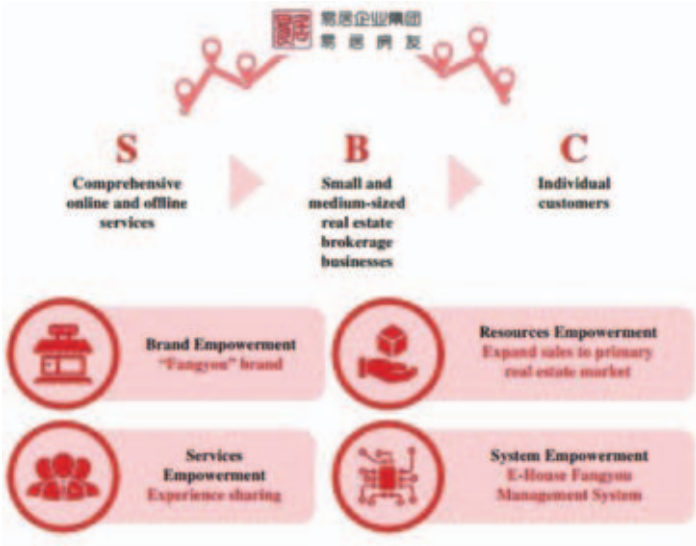 易居企业集团
易居房友
S
Comprehensive
online and offline
services
B
Small and
medium-sized
real estate
brokerage
businesses
C
Individual
customers
Brand Empowerment
“Fangyou” brand
Resources Empowerment
Expand sales to primary
real estate market
Services
Empowerment
Experience sharing
System Empowerment
E-House Fangyou
Management System